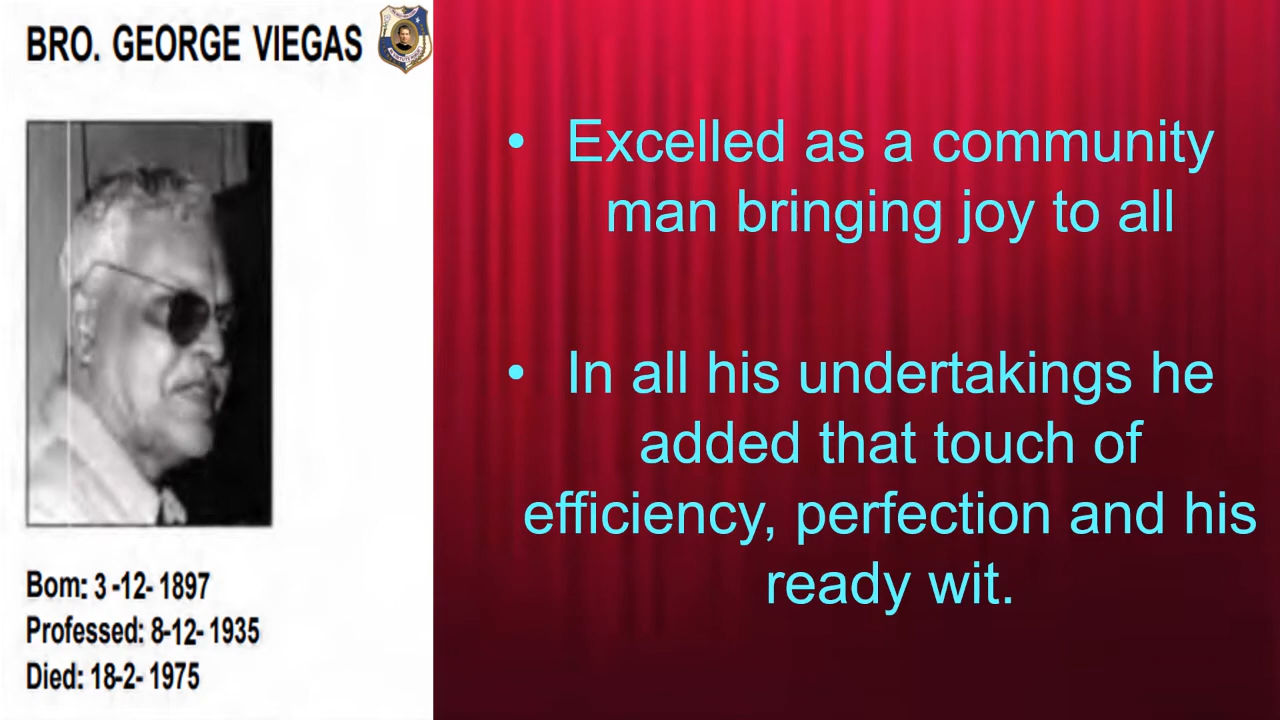 BRO. GEORGE VIEGAS
Bom: 3 -12- 1897
Professed: 8-12- 1935
Died: 18-2- 1975
• Excelled as a community
man bringing joy to all
• In all his undertakings he
added that touch of
efficiency, perfection and his
ready wit.